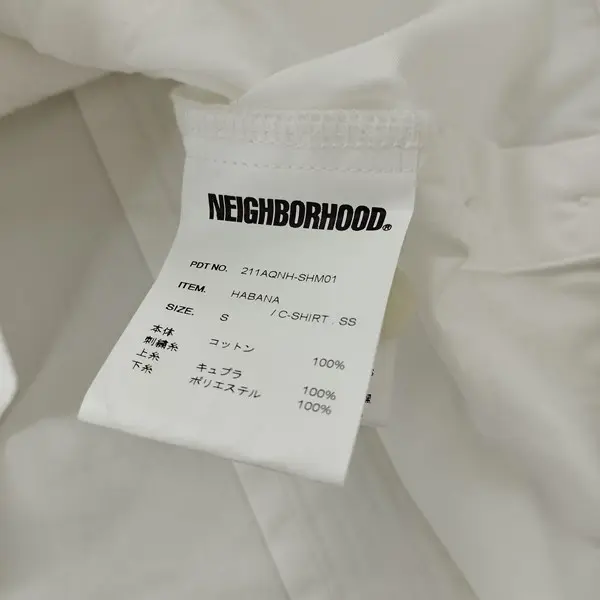 NEIGHBORHOOD®
PDT NO. 211AQNH-SHM01
ITEM. HABANA / C-SHIRT . SS
SIZE. S
本体 コットン 100%
刺繍糸
上糸 キュプラ 100%
下糸 ポリエステル 100%